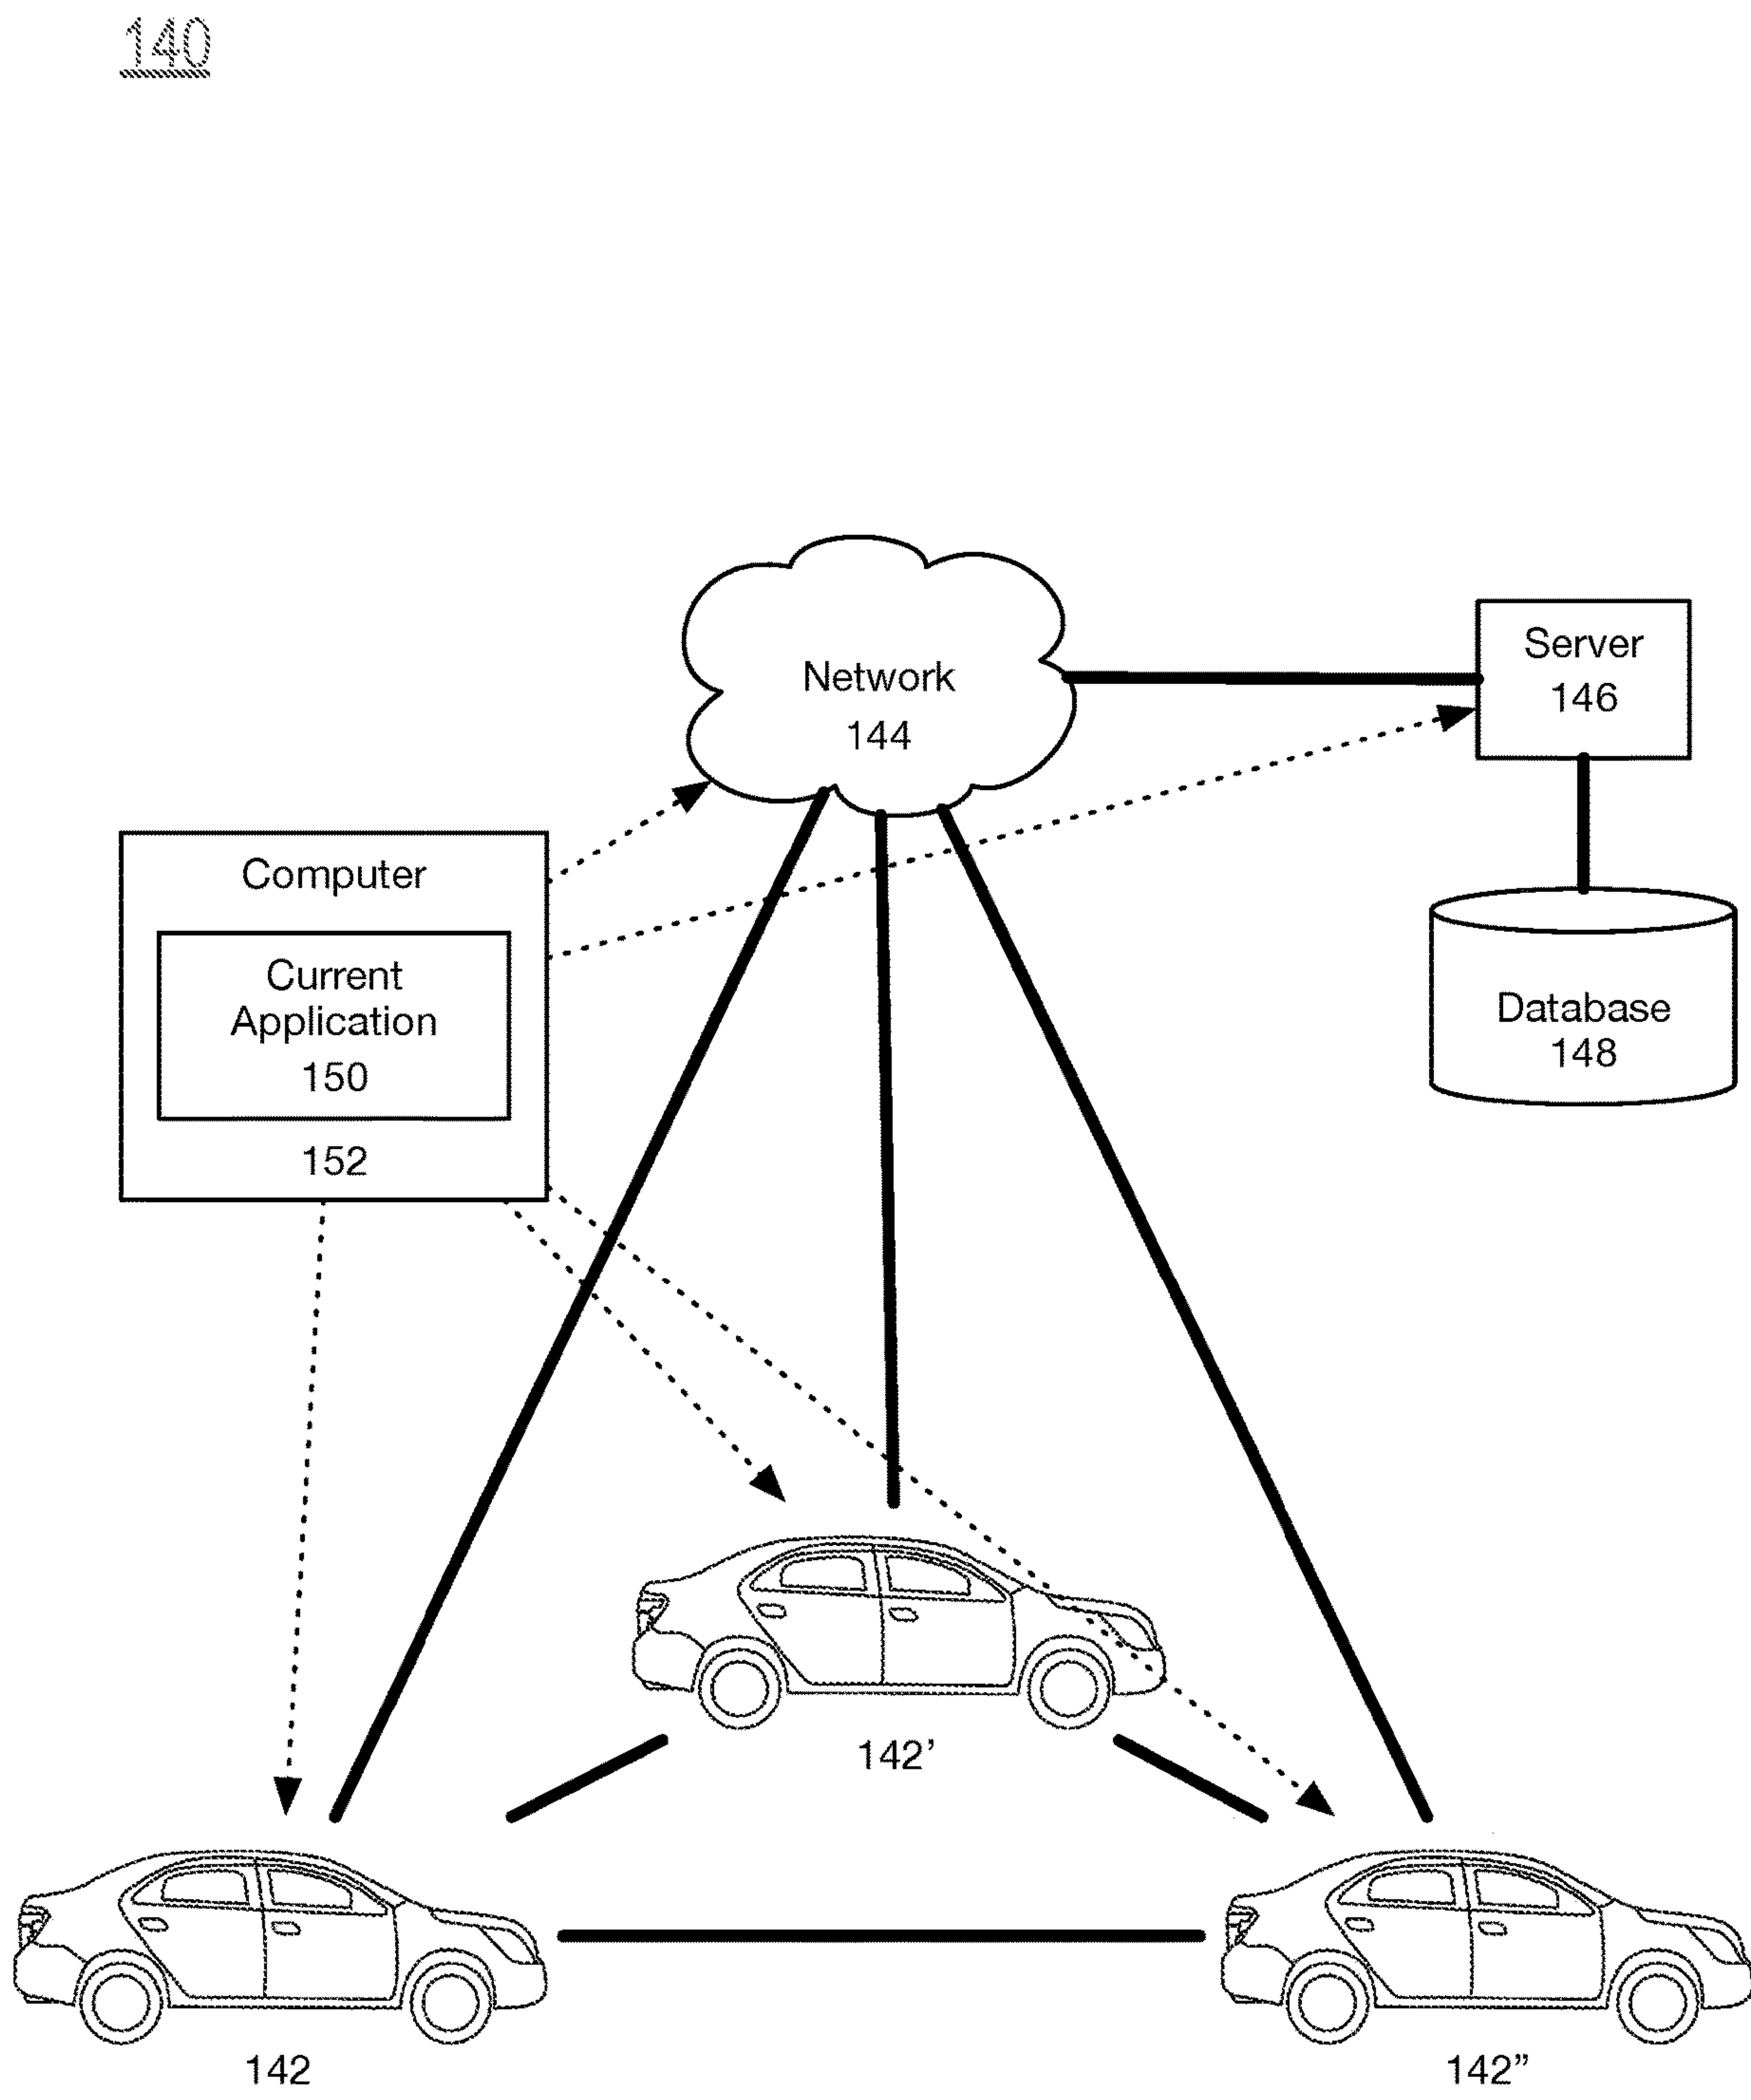 140
Network
144
Server
146
Computer
Current
Application
150
152
Database
148
142’
142
142”